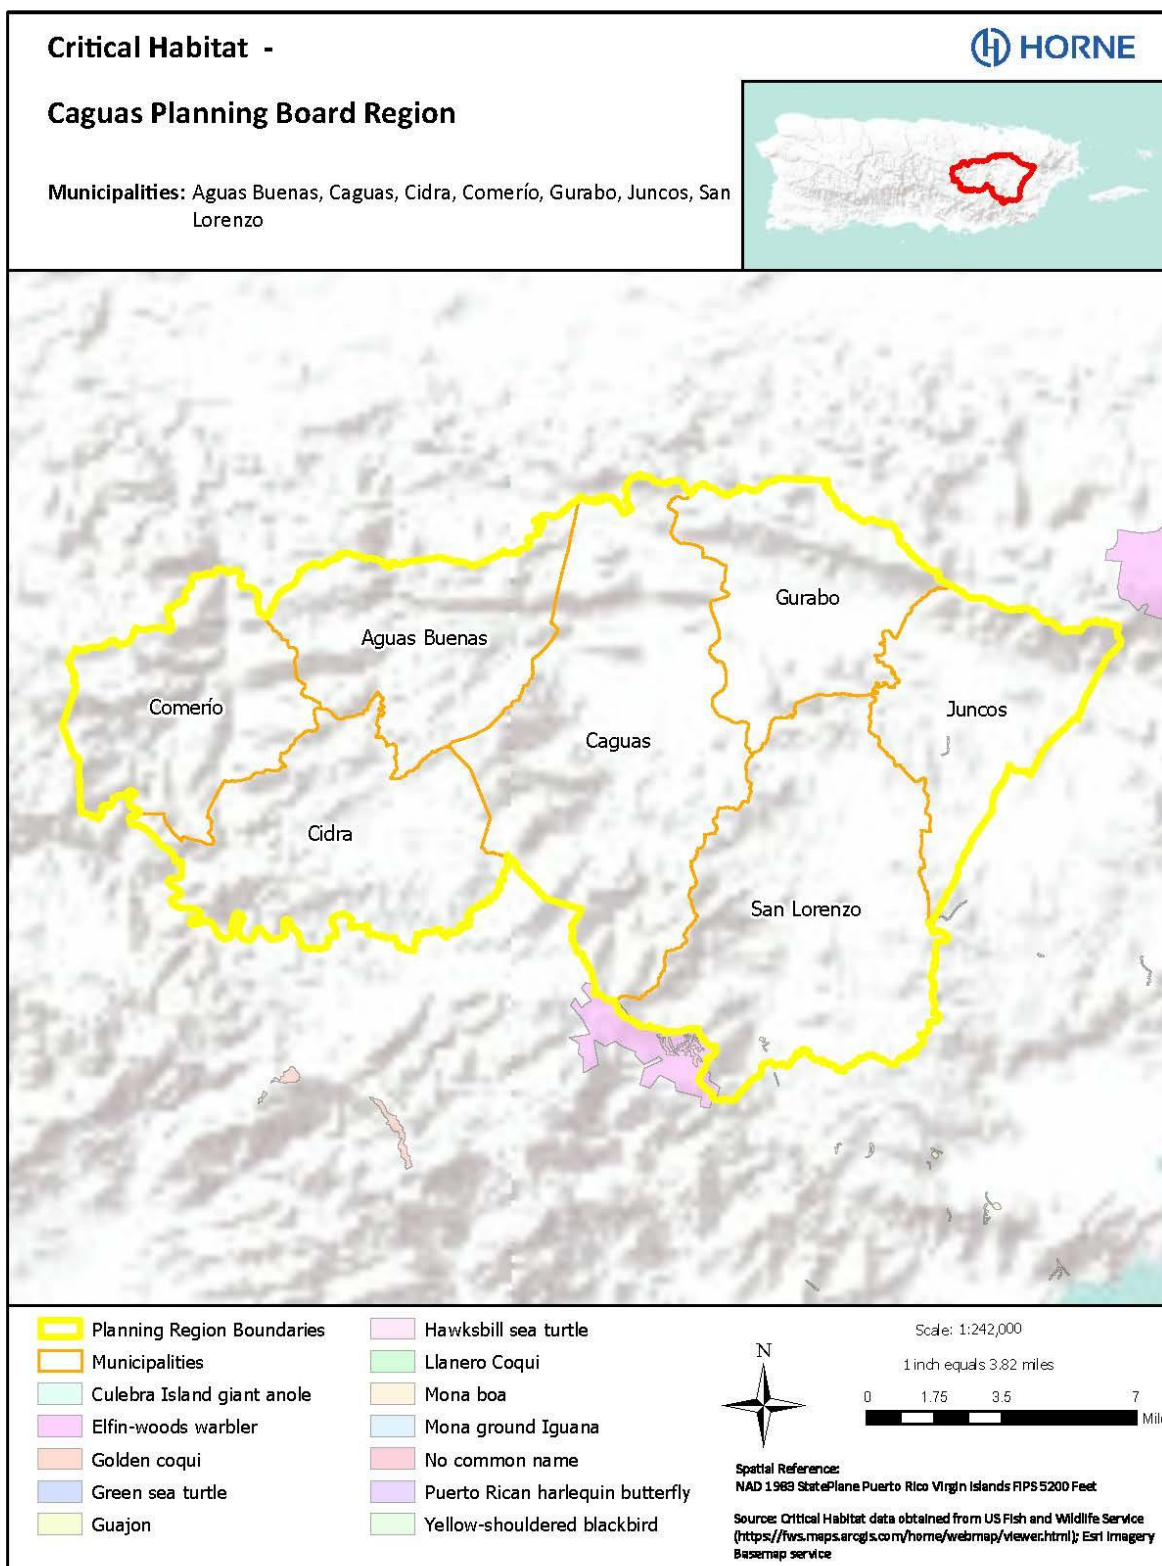 Critical Habitat -
HORNE
Caguas Planning Board Region
Municipalities: Aguas Buenas, Caguas, Cidra, Comerío, Gurabo, Juncos, San
Lorenzo
Gurabo
Aguas Buenas
Comerío
Juncos
Caguas
Cidra
San Lorenzo
Planning Region Boundaries
Municipalities
Culebra Island giant anole
Elfin-woods warbler
Golden coqui
Green sea turtle
Guajon
Hawksbill sea turtle
Llanero Coqui
Mona boa
Mona ground Iguana
No common name
Puerto Rican harlequin butterfly
Yellow-shouldered blackbird
N
Scale: 1:242,000
1 inch equals 3.82 miles
0 1.75 3.5 7
Mil
Spatial Reference:
NAD 1983 StatePlane Puerto Rico Virgin Islands FIPS 5200 Feet
Source: Critical Habitat data obtained from US Fish and Wildlife Service
(https://fws.maps.arcgis.com/home/webmap/viewer.html); Esri Imagery
Basemap service